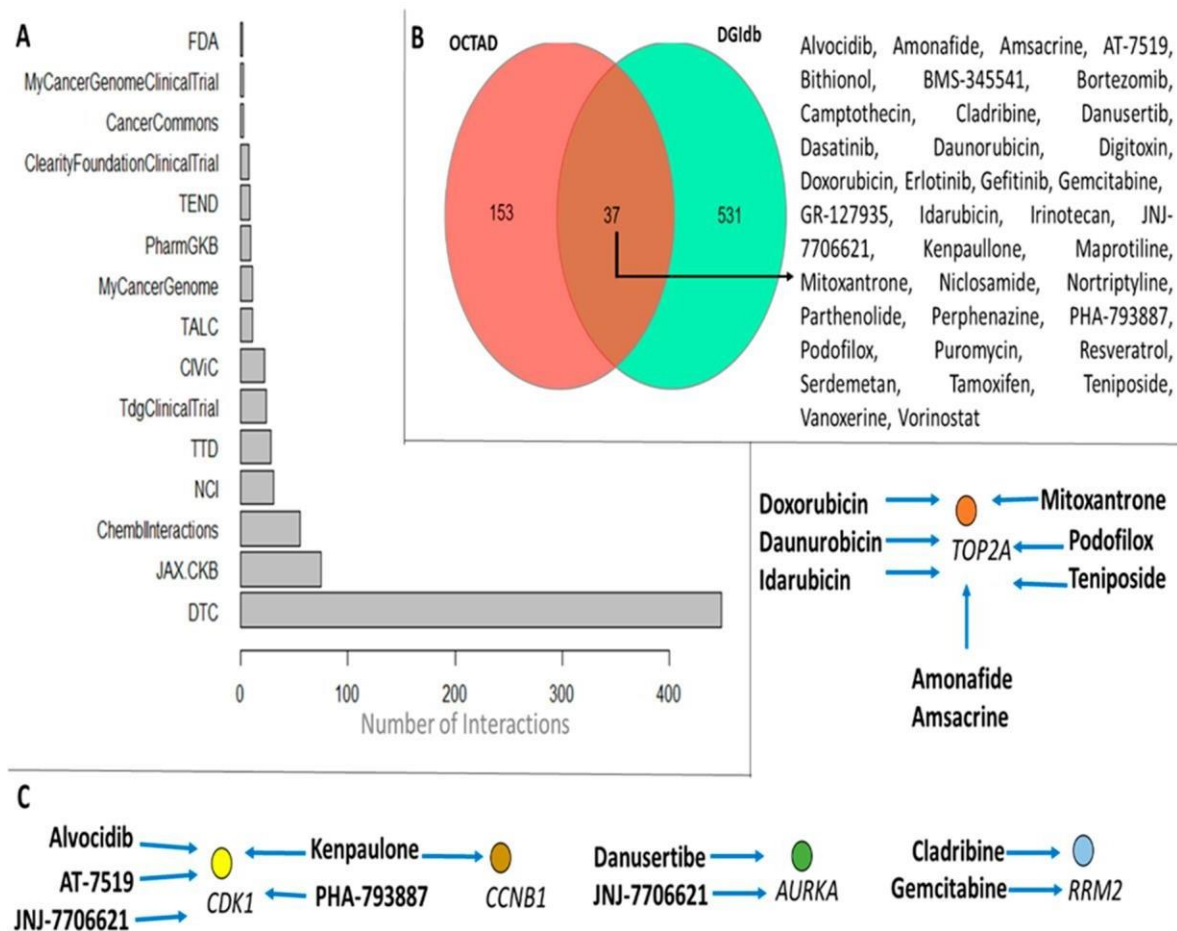 A
FDA
MyCancerGenomeClinicalTrial
CancerCommons
ClearityFoundationClinicalTrial
TEND
PharmGKB
MyCancerGenome
TALC
CIViC
TdgClinicalTrial
TTD
NCI
ChemblInteractions
JAX.CKB
DTC
0 100 200 300 400
Number of Interactions
B
OCTAD
DGIdb
153
37
531
Alvocidib, Amonafide, Amsacrine, AT-7519,
Bithionol, BMS-345541, Bortezomib,
Camptothecin, Cladribine, Danusertib,
Dasatinib, Daunorubicin, Digitoxin,
Doxorubicin, Erlotinib, Gefitinib, Gemcitabine,
GR-127935, Idarubicin, Irinotecan, JNJ-
7706621, Kenpaullone, Maprotiline,
Mitoxantrone, Niclosamide, Nortriptyline,
Parthenolide, Perphenazine, PHA-793887,
Podofilox, Puromycin, Resveratrol,
Serdemetan, Tamoxifen, Teniposide,
Vanoxerine, Vorinostat
Doxorubicin
Daunurobicin
Idarubicin
TOP2A
Mitoxantrone
Podofilox
Teniposide
Amonafide
Amsacrine
C
Alvocidib
AT-7519
JNJ-7706621
CDK1
Kenpaulone
PHA-793887
CCNB1
Danusertibe
JNJ-7706621
AURKA
Cladribine
Gemcitabine
RRM2